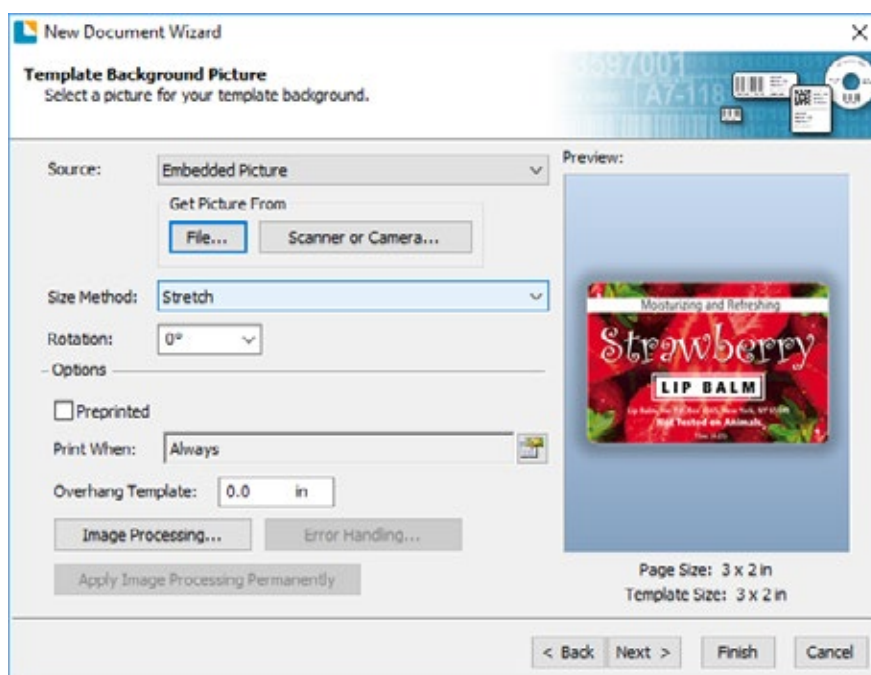 New Document Wizard
Template Background Picture
Select a picture for your template background.
3597001
A7-118
Source:
Embedded Picture
Get Picture From
File...
Scanner or Camera...
Size Method:
Stretch
Rotation:
0°
Options
Preprinted
Print When:
Always
Overhang Template:
0.0 in
Image Processing...
Error Handling...
Apply Image Processing Permanently
Preview:
Moisturizing and Refreshing
Strawberry
LIP BALM
Not Tested on Animals.
Page Size: 3 x 2 in
Template Size: 3 x 2 in
< Back
Next >
Finish
Cancel